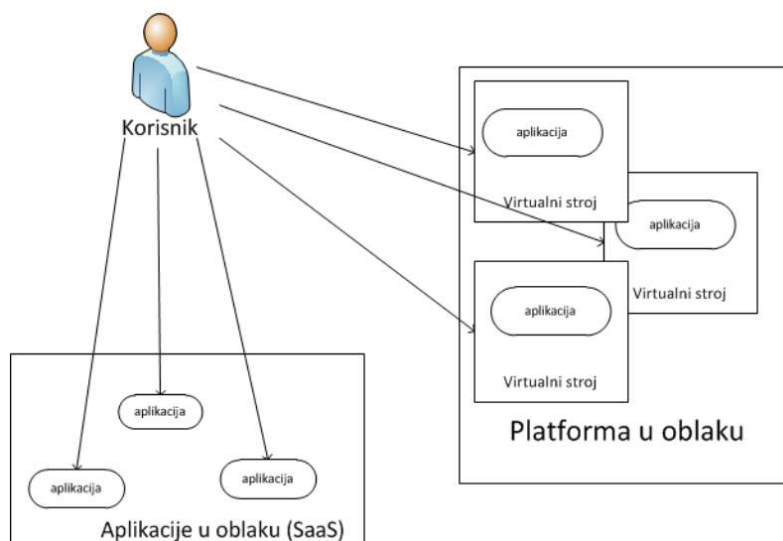 Korisnik
aplikacija
Virtualni stroj
aplikacija
Virtualni stroj
aplikacija
Virtualni stroj
Platforma u oblaku
aplikacija
aplikacija
aplikacija
Aplikacije u oblaku (SaaS)